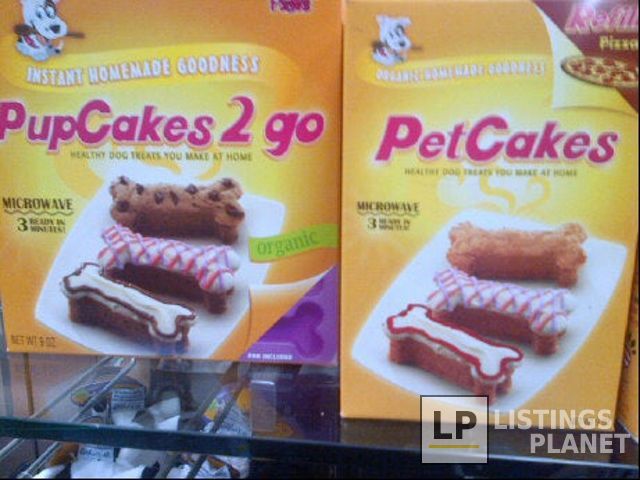 INSTANT HOMEMADE GOODNESS
PupCakes 2 go
HEALTHY DOG TREATS YOU MAKE AT HOME
MICROWAVE
3 READY IN
MINUTES!
organic
NET WT 9 OZ
PAN INCLUDED
Refill
Pizza
ORGANIC HOMEMADE GOODNESS
PetCakes
HEALTHY DOG TREATS YOU MAKE AT HOME
MICROWAVE
3 READY IN
MINUTES!
LP LISTINGS
PLANET